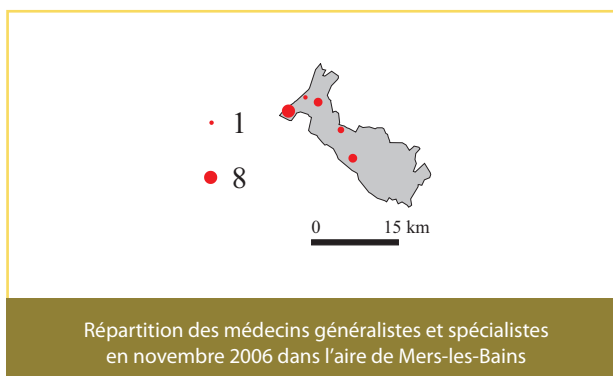 1
8
0 15 km
Répartition des médecins généralistes et spécialistes
en novembre 2006 dans l'aire de Mers-les-Bains